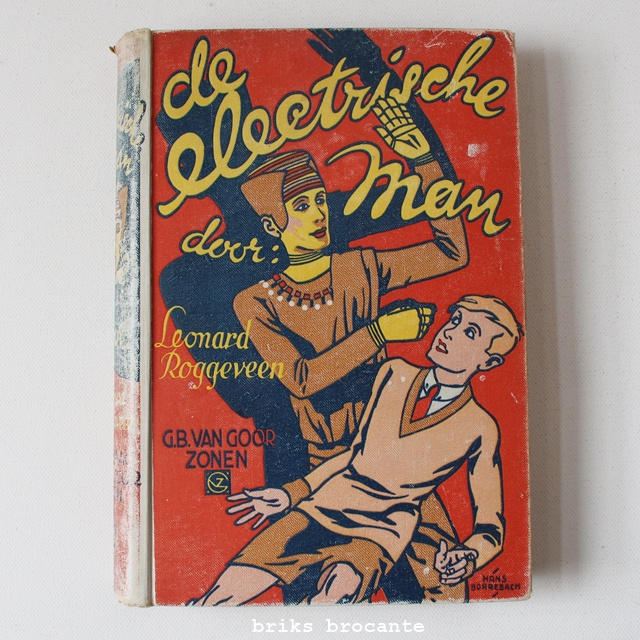 de
electrische
man
door:
Leonard
Roggeveen
G.B. VAN GOOR
ZONEN
HANS
BORREBACH
briks brocante